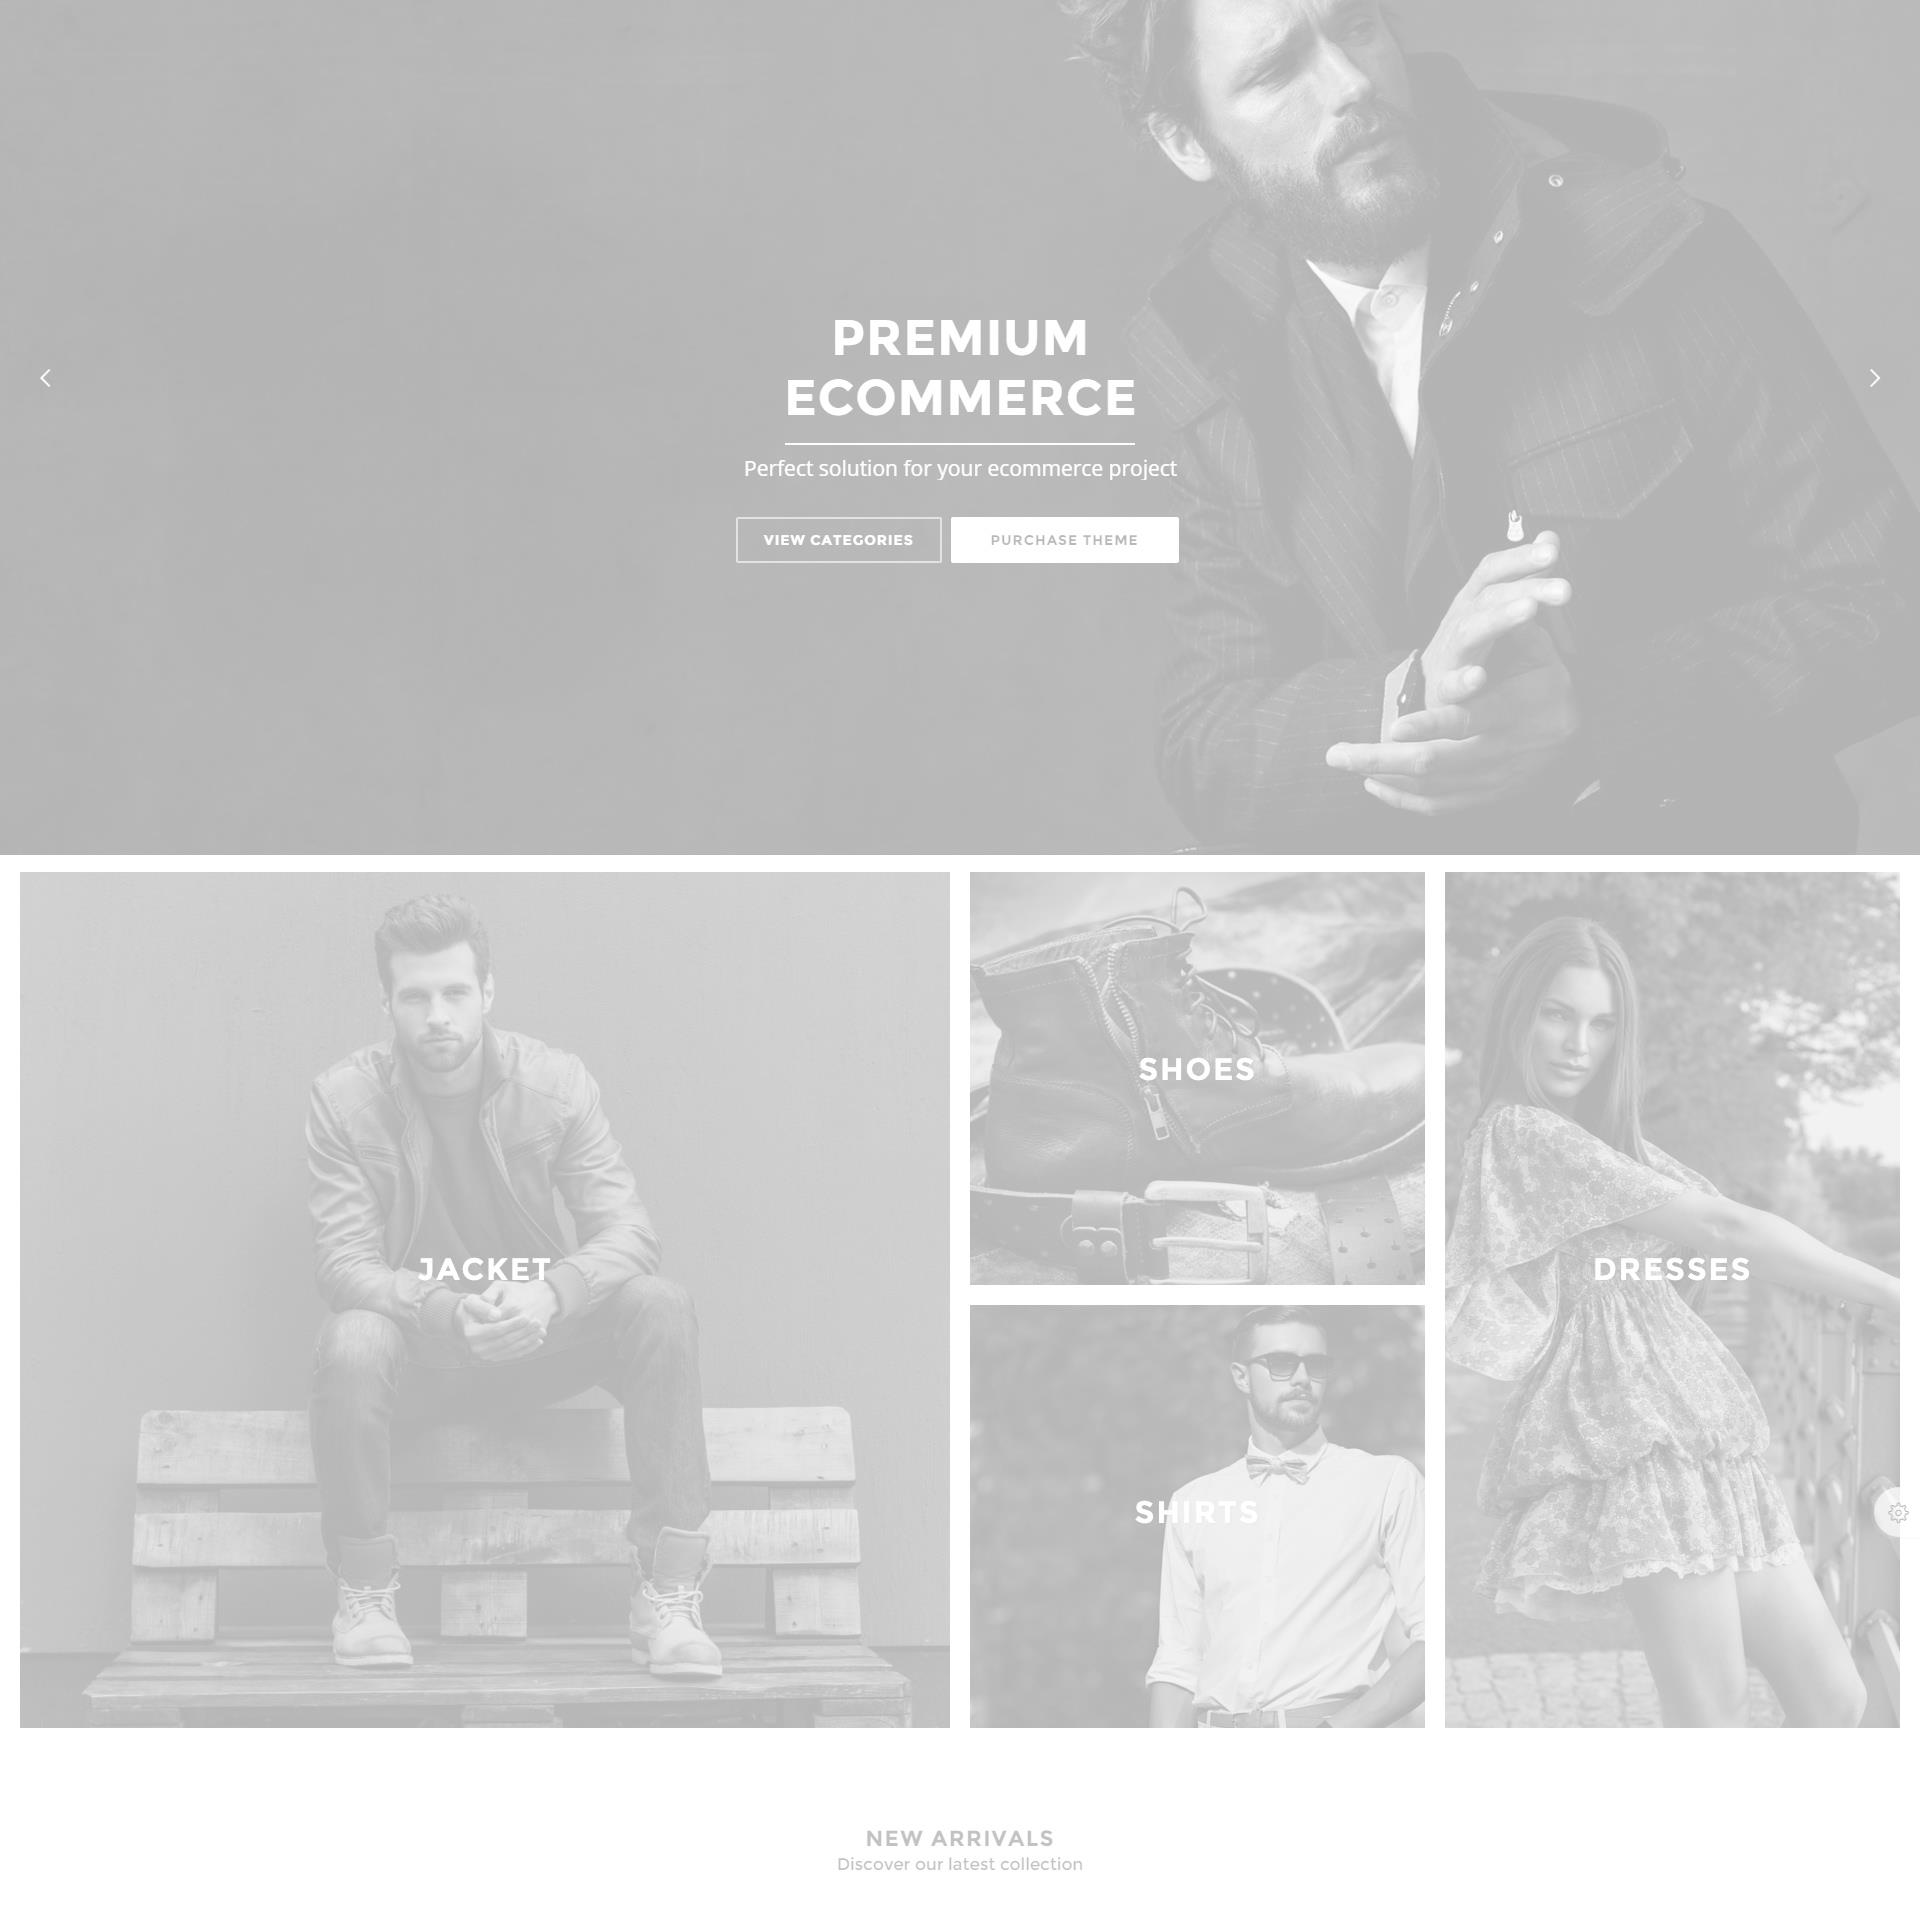 PREMIUM
ECOMMERCE
Perfect solution for your ecommerce project
VIEW CATEGORIES
PURCHASE THEME
SHOES
JACKET
DRESSES
SHIRTS
NEW ARRIVALS
Discover our latest collection